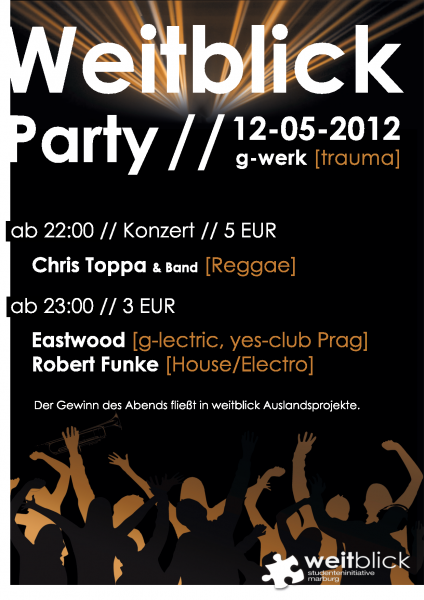 Weitblick
Party // 12-05-2012
g-werk [trauma]
ab 22:00 // Konzert // 5 EUR
Chris Toppa & Band [Reggae]
ab 23:00 // 3 EUR
Eastwood [g-lectric, yes-club Prag]
Robert Funke [House/Electro]
Der Gewinn des Abends fließt in weitblick Auslandsprojekte.
weitblick
studenteninitiative
marburg